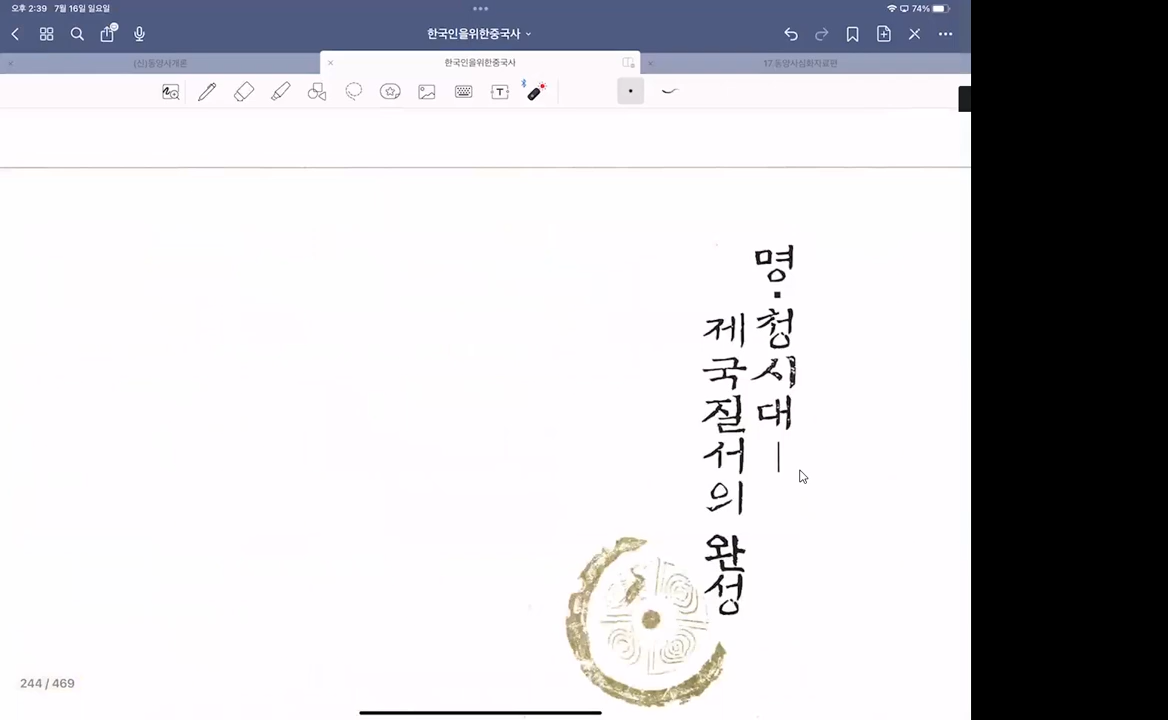 오후 2:39 7월 16일 일요일
74%
한국인을위한중국사
(신)동양사개론
한국인을위한중국사
17.동양사심화자료편
T
명·청시대―
제국질서의 완성
244 / 469